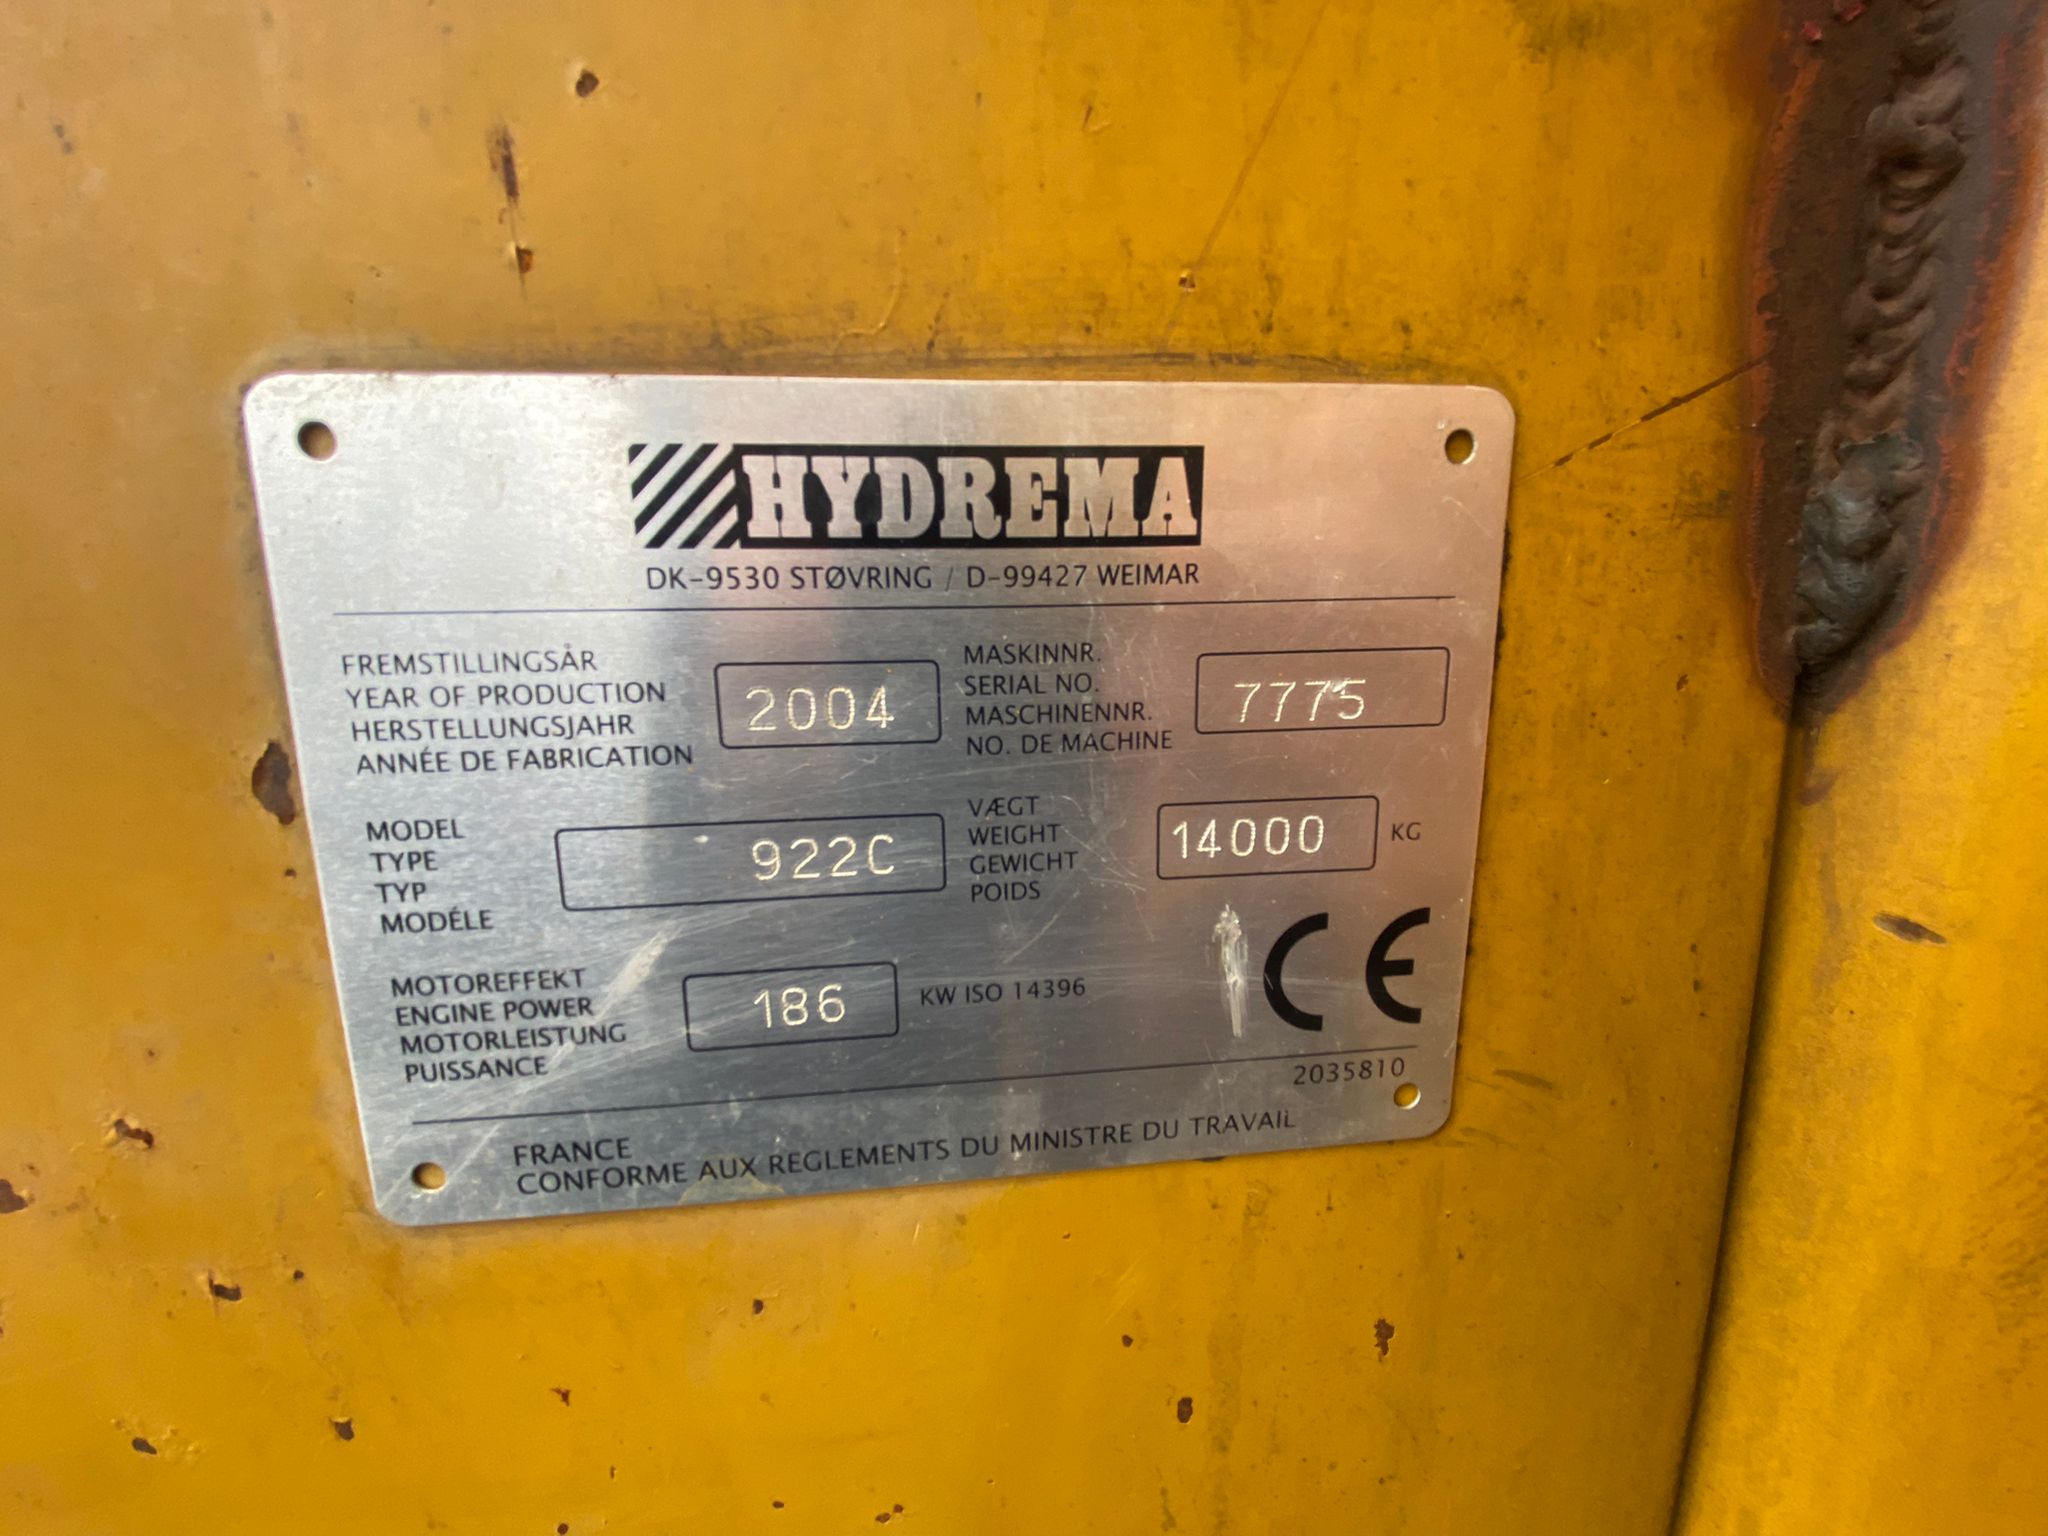 HYDREMA
DK-9530 STØVRING / D-99427 WEIMAR
FREMSTILLINGSÅR
YEAR OF PRODUCTION
HERSTELLUNGSJAHR
ANNÉE DE FABRICATION
2004
MASKINNR.
SERIAL NO.
MASCHINENNR.
NO. DE MACHINE
7775
MODEL
TYPE
TYP
MODÉLE
922C
VÆGT
WEIGHT
GEWICHT
POIDS
14000 KG
MOTOREFFEKT
ENGINE POWER
MOTORLEISTUNG
PUISSANCE
186 KW ISO 14396
CE
2035810
FRANCE
CONFORME AUX REGLEMENTS DU MINISTRE DU TRAVAIL